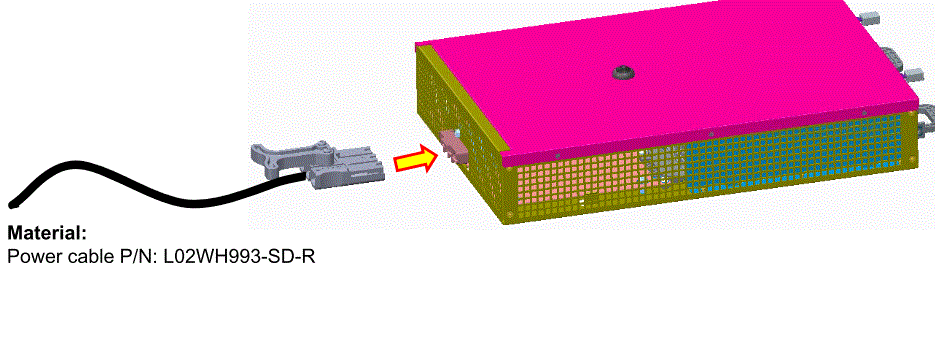 Material:
Power cable P/N: L02WH993-SD-R